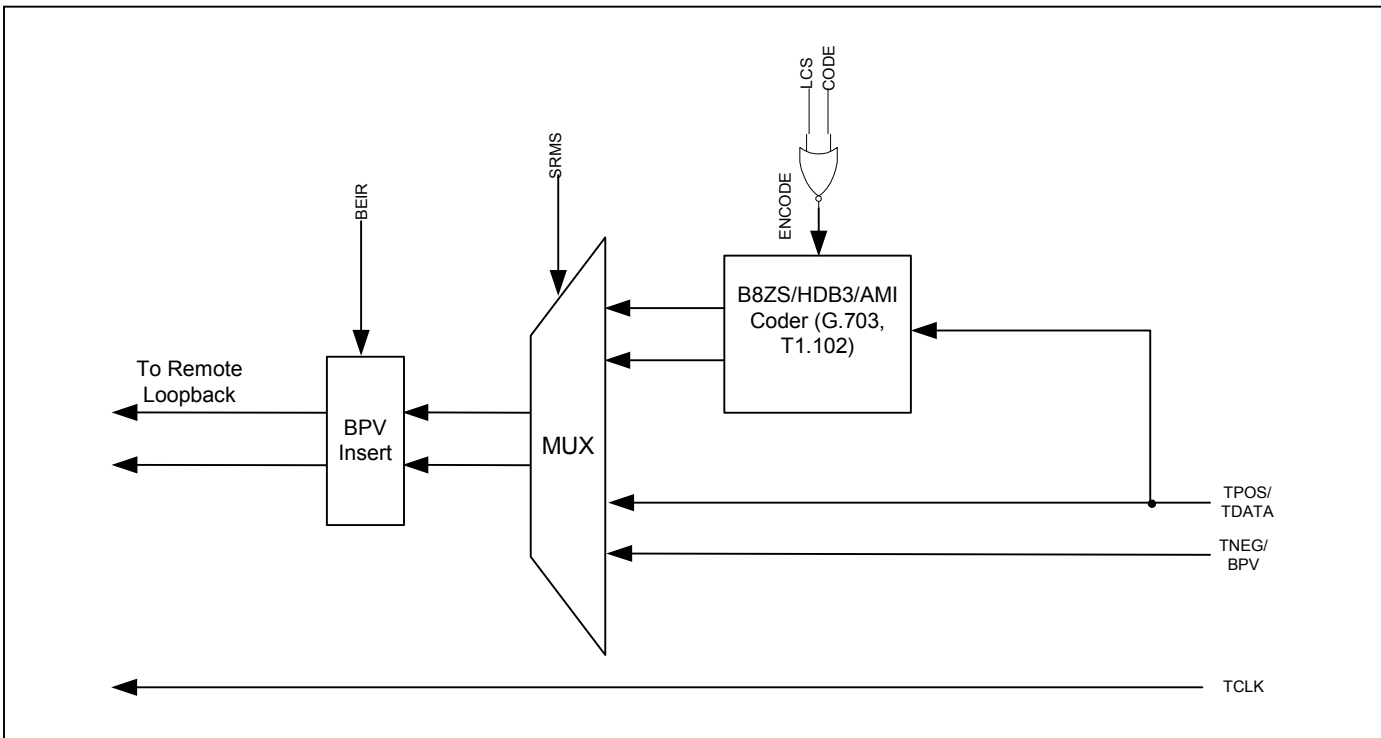 LCS
CODE
SRMS
BEIR
ENCODE
B8ZS/HDB3/AMI
Coder (G.703,
T1.102)
To Remote
Loopback
BPV
Insert
MUX
TPOS/
TDATA
TNEG/
BPV
TCLK